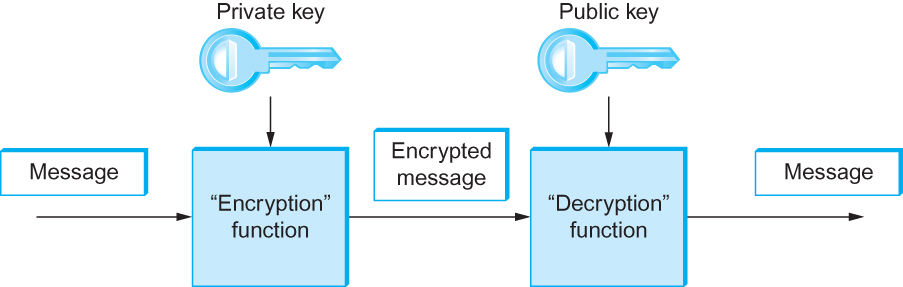 Private key
Public key
Message
Encrypted
message
Message
“Encryption”
function
“Decryption”
function